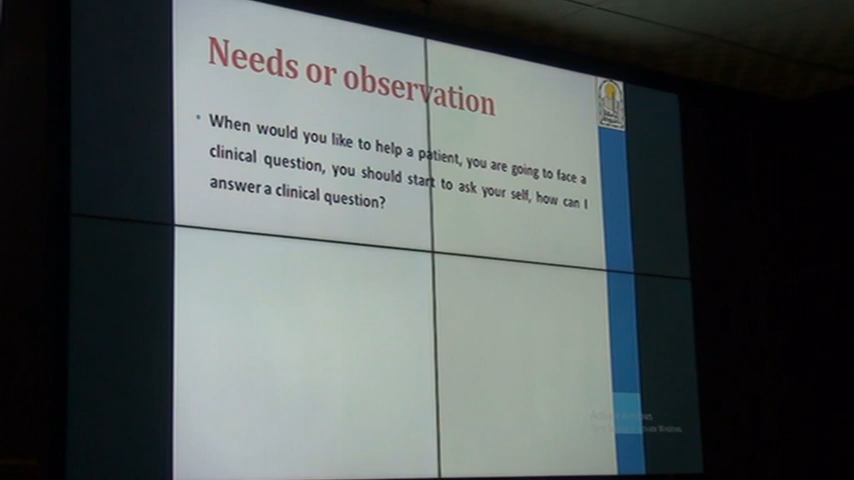 Needs or observation
• When would you like to help a patient, you are going to face a
clinical question, you should start to ask your self, how can I
answer a clinical question?
Windows